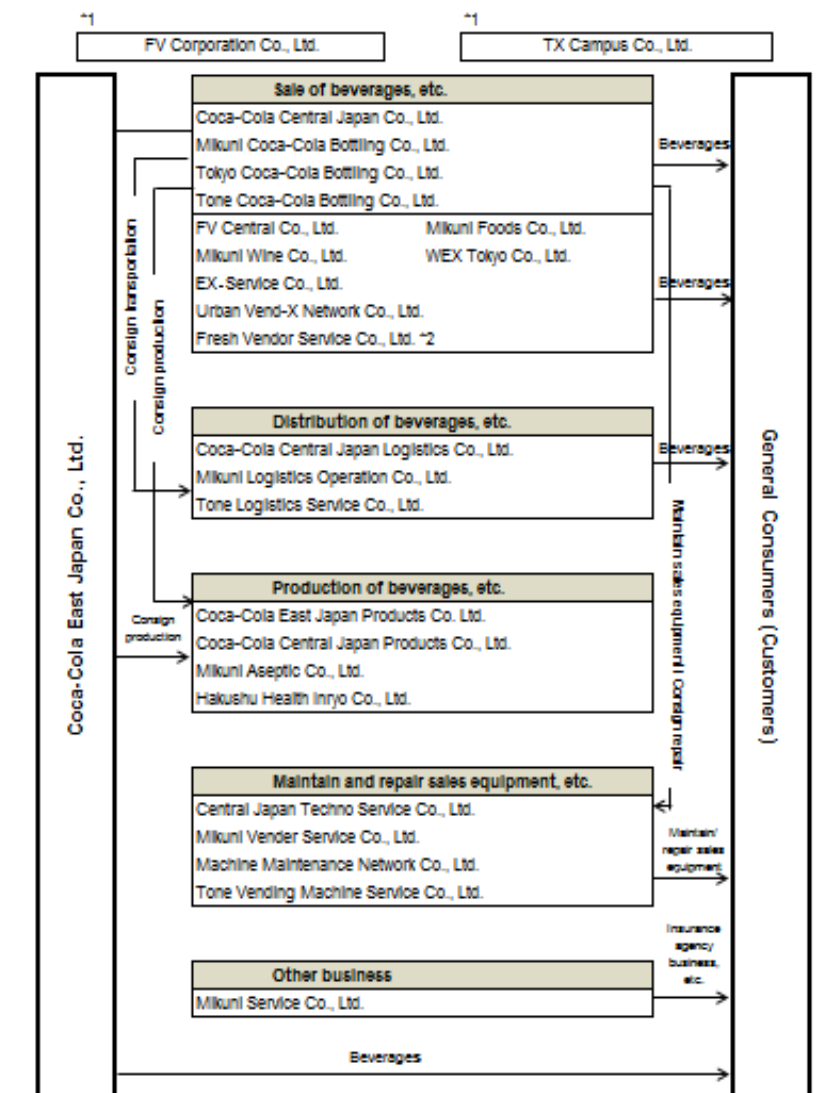 *1
*1
FV Corporation Co., Ltd.
TX Campus Co., Ltd.
Sale of beverages, etc.
Coca-Cola Central Japan Co., Ltd.
Mikuni Coca-Cola Bottling Co., Ltd.
Tokyo Coca-Cola Bottling Co., Ltd.
Tone Coca-Cola Bottling Co., Ltd.
FV Central Co., Ltd. Mikuni Foods Co., Ltd.
Mikuni Wine Co., Ltd. WEX Tokyo Co., Ltd.
EX-Service Co., Ltd.
Urban Vend-X Network Co., Ltd.
Fresh Vendor Service Co., Ltd. *2
Beverages
Beverages
Consign transportation
Consign production
Distribution of beverages, etc.
Coca-Cola Central Japan Logistics Co., Ltd.
Mikuni Logistics Operation Co., Ltd.
Tone Logistics Service Co., Ltd.
Beverages
Coca-Cola East Japan Co., Ltd.
General Consumers (Customers)
Maintain sales equipment / Consign repair
Production of beverages, etc.
Coca-Cola East Japan Products Co. Ltd.
Coca-Cola Central Japan Products Co., Ltd.
Mikuni Aseptic Co., Ltd.
Hakushu Health Inryo Co., Ltd.
Consign
production
Maintain and repair sales equipment, etc.
Central Japan Techno Service Co., Ltd.
Mikuni Vender Service Co., Ltd.
Machine Maintenance Network Co., Ltd.
Tone Vending Machine Service Co., Ltd.
Maintain/
repair sales
equipment
Other business
Mikuni Service Co., Ltd.
Insurance
agency
business,
etc.
Beverages